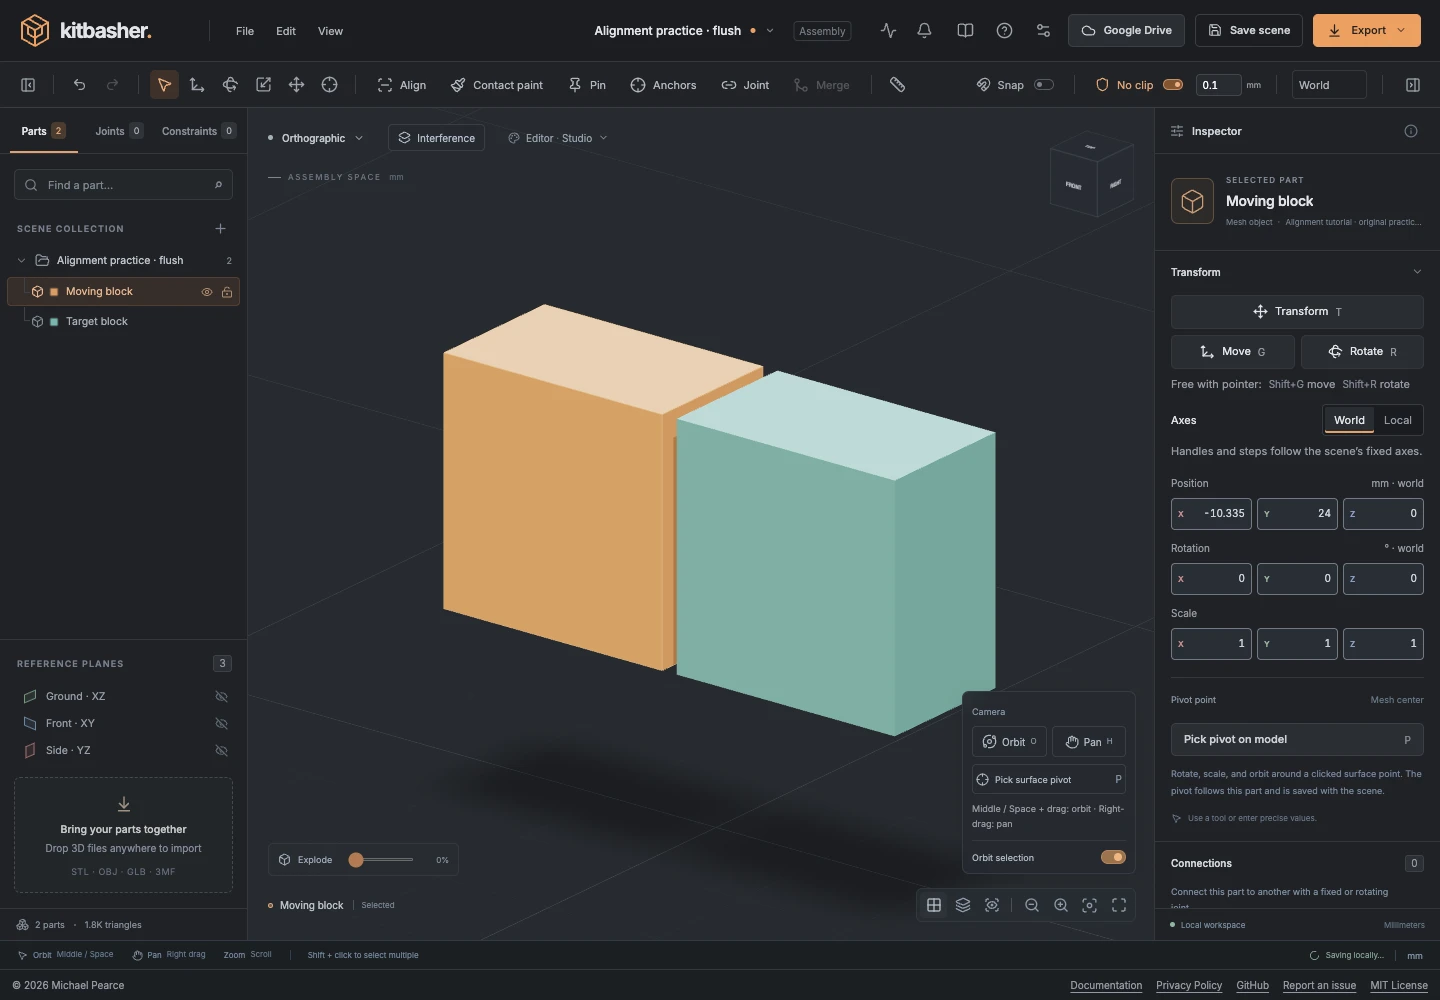 kitbasher.
File Edit View
Alignment practice · flush
Assembly
Google Drive
Save scene
Export
Align
Contact paint
Pin
Anchors
Joint
Merge
Snap
No clip
0.1 mm
World
Parts 2
Joints 0
Constraints 0
Find a part...
SCENE COLLECTION
Alignment practice · flush 2
Moving block
Target block
REFERENCE PLANES 3
Ground · XZ
Front · XY
Side · YZ
Bring your parts together
Drop 3D files anywhere to import
STL · OBJ · GLB · 3MF
2 parts · 1.8K triangles
Orthographic
Interference
Editor · Studio
ASSEMBLY SPACE mm
FRONT
RIGHT
Camera
Orbit O
Pan H
Pick surface pivot P
Middle / Space + drag: orbit · Right-
drag: pan
Orbit selection
Explode 0%
Moving block Selected
Inspector
SELECTED PART
Moving block
Mesh object · Alignment tutorial · original practic...
Transform
Transform T
Move G
Rotate R
Free with pointer: Shift+G move Shift+R rotate
Axes
World Local
Handles and steps follow the scene's fixed axes.
Position mm · world
X -10.335 Y 24 Z 0
Rotation ° · world
X 0 Y 0 Z 0
Scale
X 1 Y 1 Z 1
Pivot point Mesh center
Pick pivot on model P
Rotate, scale, and orbit around a clicked surface point. The
pivot follows this part and is saved with the scene.
Use a tool or enter precise values.
Connections 0
Connect this part to another with a fixed or rotating
joint.
Local workspace Millimeters
Orbit Middle / Space Pan Right drag Zoom Scroll Shift + click to select multiple
Saving locally... mm
© 2026 Michael Pearce
Documentation Privacy Policy GitHub Report an issue MIT License